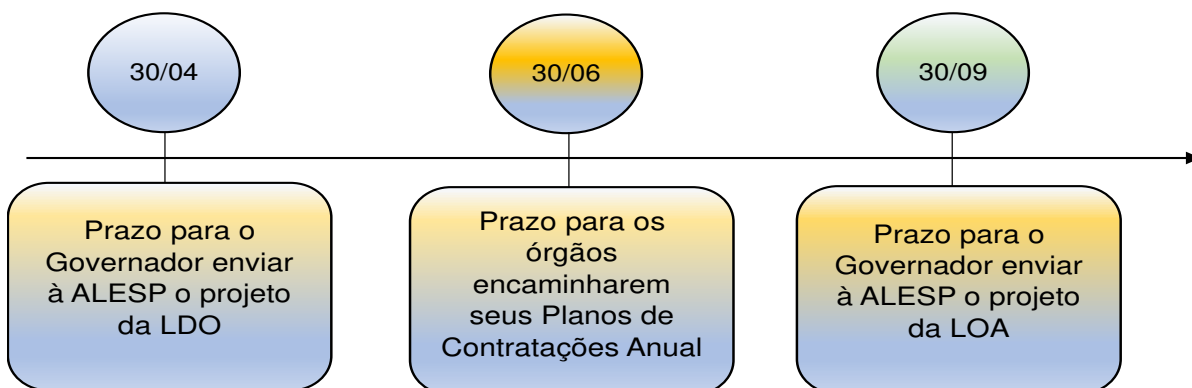 30/04
30/06
30/09
Prazo para o
Governador enviar
à ALESP o projeto
da LDO
Prazo para os
órgãos
encaminharem
seus Planos de
Contratações Anual
Prazo para o
Governador enviar
à ALESP o projeto
da LOA